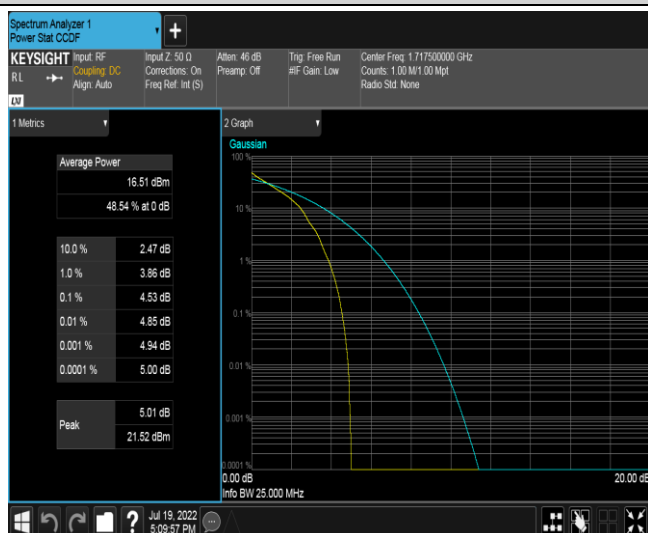 Spectrum Analyzer 1
Power Stat CCDF
KEYSIGHT
RL
LXI
Input: RF
Coupling: DC
Align: Auto
Input Z: 50 Ω
Corrections: On
Freq Ref: Int (S)
Atten: 46 dB
Preamp: Off
Trig: Free Run
#IF Gain: Low
Center Freq: 1.717500000 GHz
Counts: 1.00 M/1.00 Mpt
Radio Std: None
1 Metrics
Average Power
16.51 dBm
48.54 % at 0 dB
10.0 % 2.47 dB
1.0 % 3.86 dB
0.1 % 4.53 dB
0.01 % 4.85 dB
0.001 % 4.94 dB
0.0001 % 5.00 dB
Peak
5.01 dB
21.52 dBm
2 Graph
Gaussian
100 %
10 %
1 %
0.1 %
0.01 %
0.001 %
0.0001 %
0.00 dB 20.00 dB
Info BW 25.000 MHz
?
Jul 19, 2022
5:09:57 PM